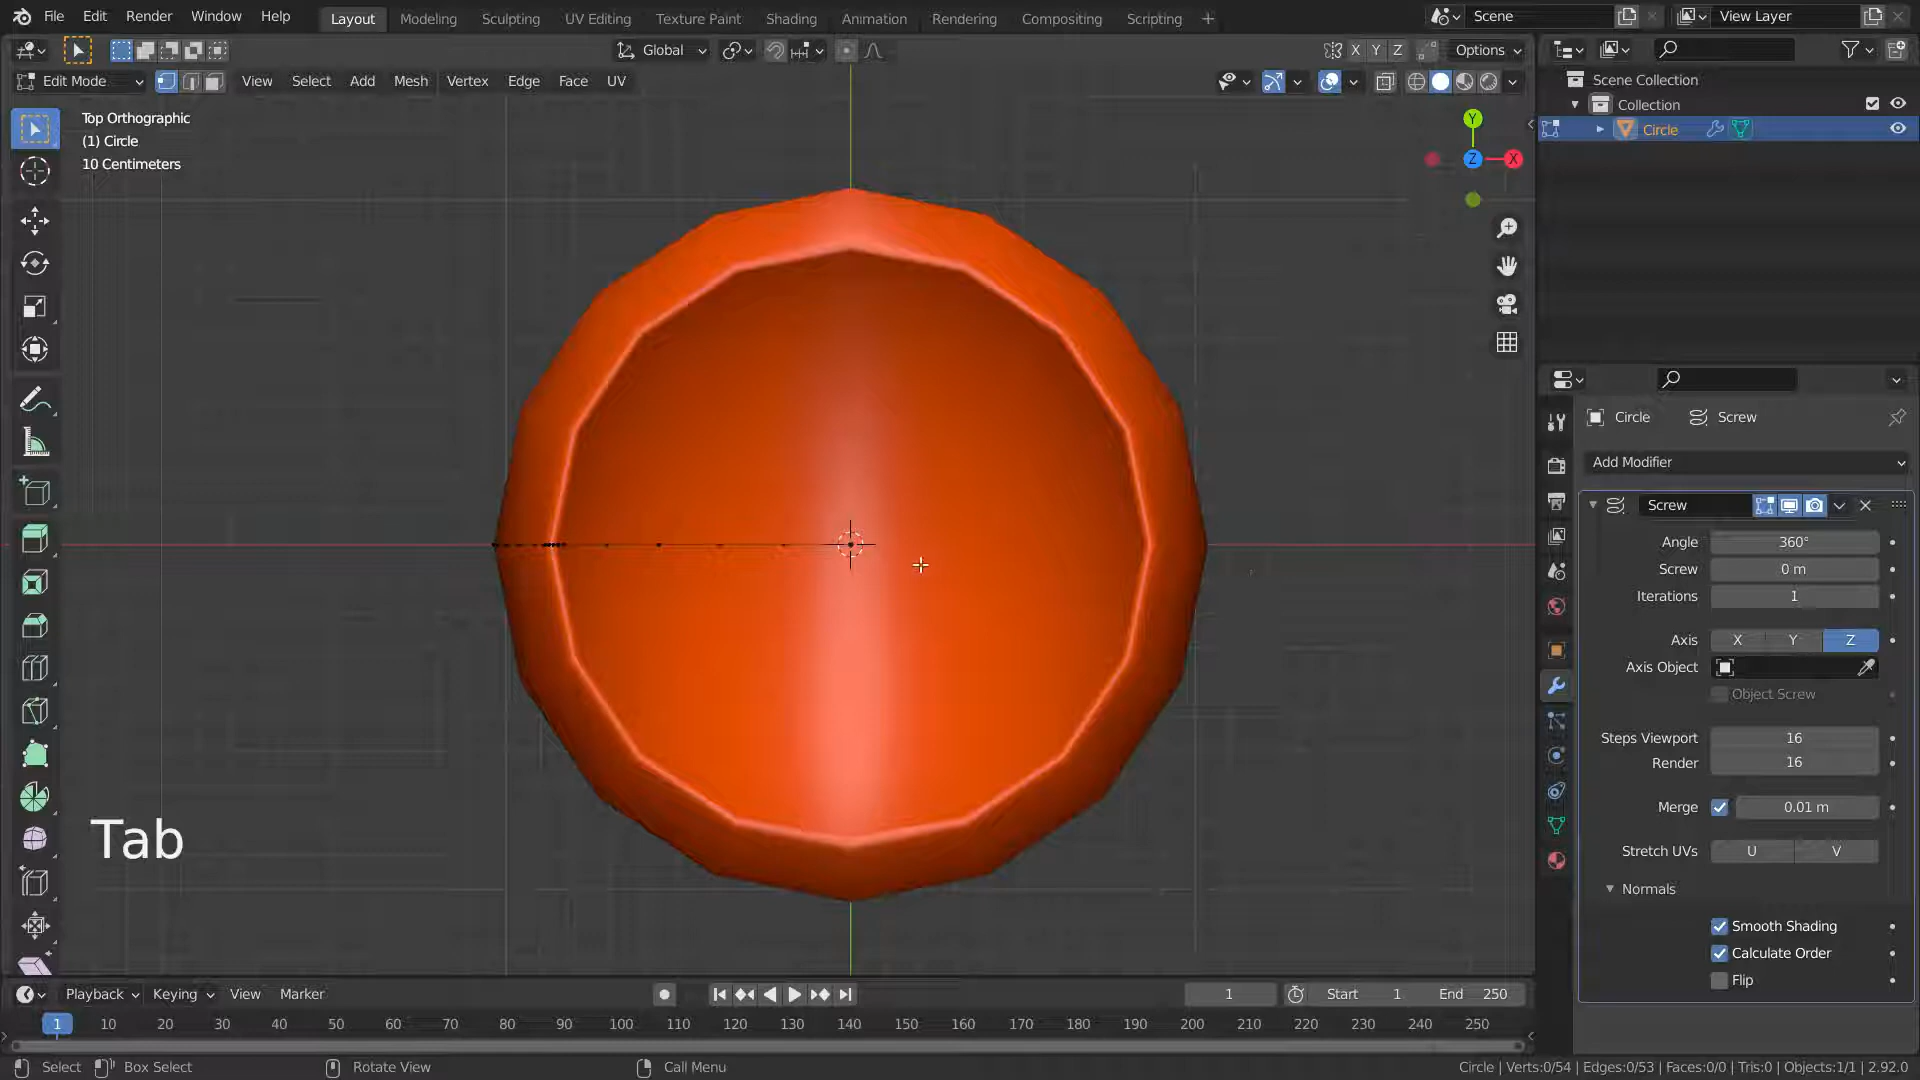 File Edit Render Window Help Layout Modeling Sculpting UV Editing Texture Paint Shading Animation Rendering Compositing Scripting + Scene View Layer
Global X Y Z Options
Edit Mode View Select Add Mesh Vertex Edge Face UV
Scene Collection
Collection
Circle
Top Orthographic
(1) Circle
10 Centimeters
Y
Z X
Circle Screw
Add Modifier
Screw
Angle 360°
Screw 0 m
Iterations 1
Axis X Y Z
Axis Object
Object Screw
Steps Viewport 16
Render 16
Merge 0.01 m
Stretch UVs U V
Normals
Smooth Shading
Calculate Order
Flip
Tab
Playback Keying View Marker 1 Start 1 End 250
1 10 20 30 40 50 60 70 80 90 100 110 120 130 140 150 160 170 180 190 200 210 220 230 240 250
Select Box Select Rotate View Call Menu Circle | Verts:0/54 | Edges:0/53 | Faces:0/0 | Tris:0 | Objects:1/1 | 2.92.0